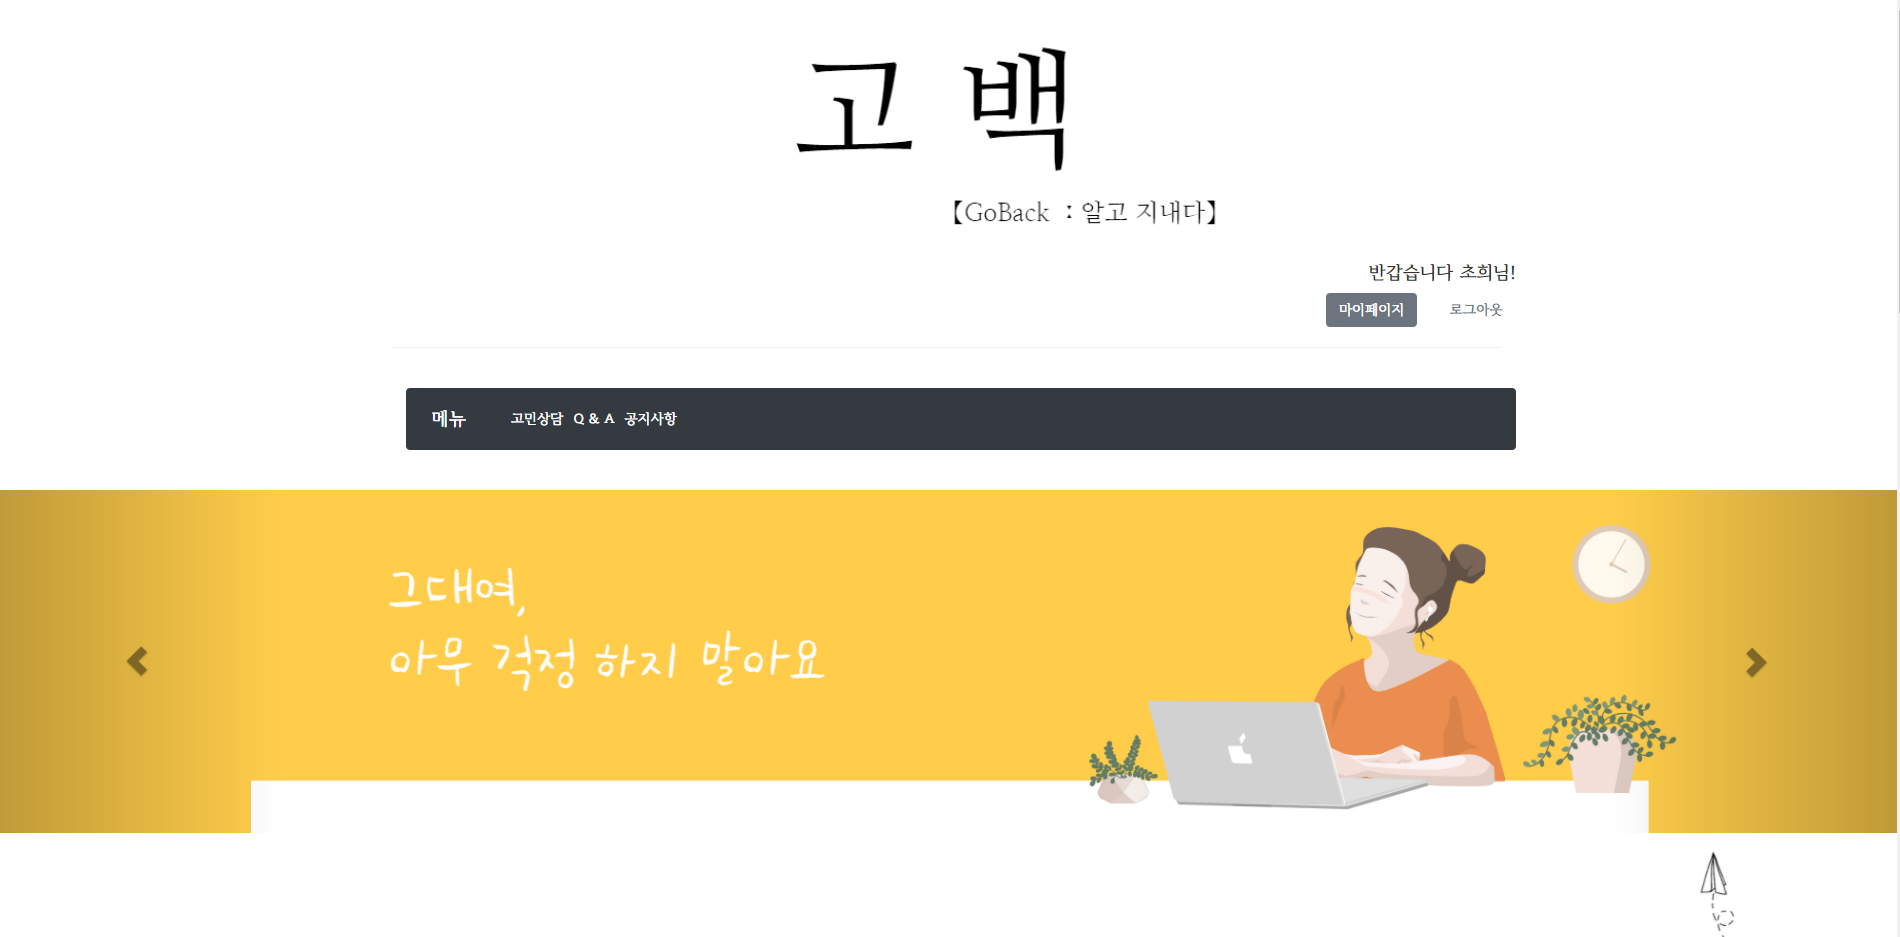 고 백
【GoBack : 알고 지내다】
반갑습니다 초희님!
마이페이지 로그아웃
메뉴 고민상담 Q & A 공지사항
그대여,
아무 걱정 하지 말아요